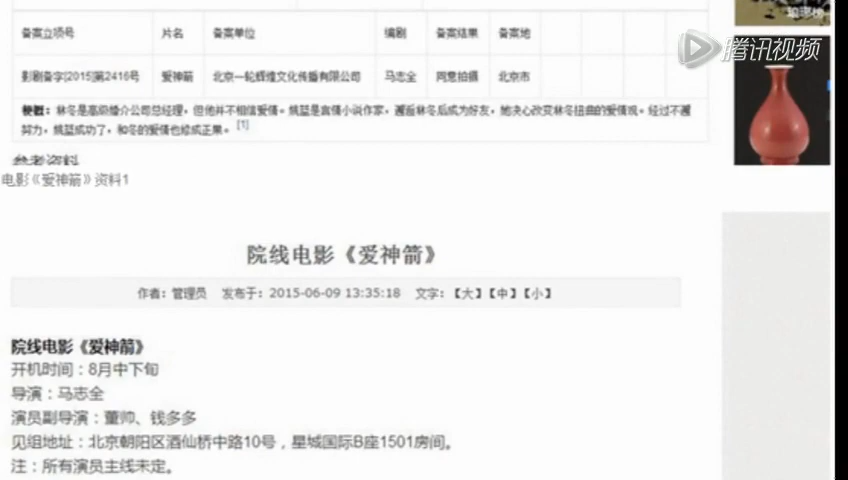 腾讯视频
备案立项号 片名 备案单位 编剧 备案结果 备案地
影剧备字[2015]第2416号 爱神箭 北京一轮辉煌文化传播有限公司 马志全 同意拍摄 北京市
梗概：林冬是高级婚介公司总经理，但他并不相信爱情。姚蓝是言情小说作家，邂逅林冬后成为好友，她决心改变林冬扭曲的爱情观。经过不懈
努力，姚蓝成功了，和冬的爱情也修成正果。[1]
参考资料
电影《爱神箭》资料1
院线电影《爱神箭》
作者：管理员 发布于：2015-06-09 13:35:18 文字：【大】【中】【小】
院线电影《爱神箭》
开机时间：8月中下旬
导演：马志全
演员副导演：董帅、钱多多
见组地址：北京朝阳区酒仙桥中路10号，星城国际B座1501房间。
注：所有演员主线未定。